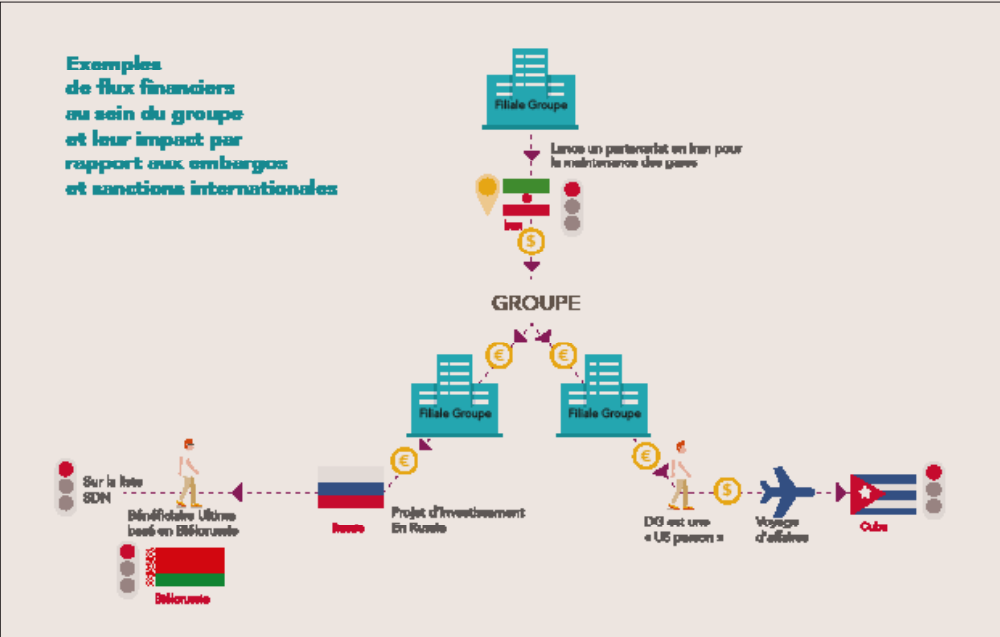 Exemples
de flux financiers
au sein du groupe
et leur impact par
rapport aux embargos
et sanctions internationales
Filiale Groupe
Lance un partenariat en Iran pour
la maintenance des gares
Iran
$
GROUPE
€
€
Filiale Groupe
Filiale Groupe
€
€
Sur la liste
SDN
Bénéficiaire Ultime
basé en Biélorussie
Biélorussie
Russie
Projet d'Investissement
En Russie
DG est une
« US person »
$
Voyage
d'affaires
Cuba